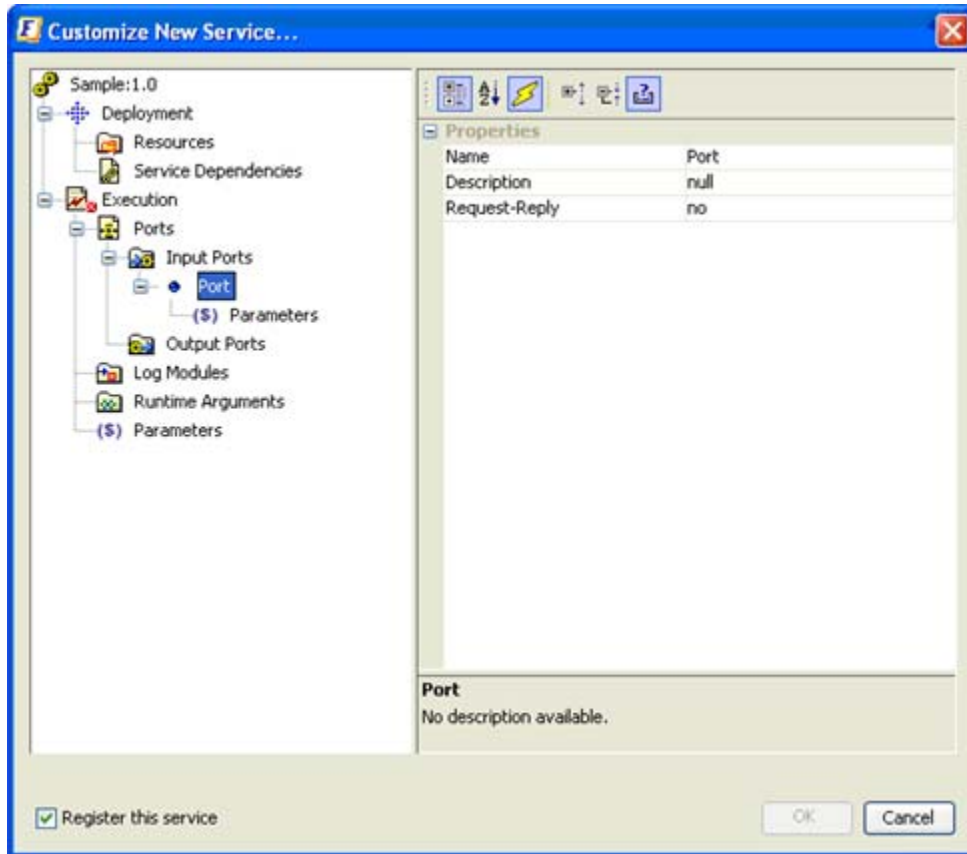 Customize New Service...
Sample:1.0
Deployment
Resources
Service Dependencies
Execution
Ports
Input Ports
Port
($) Parameters
Output Ports
Log Modules
Runtime Arguments
($) Parameters
Properties
Name Port
Description null
Request-Reply no
Port
No description available.
Register this service
OK
Cancel